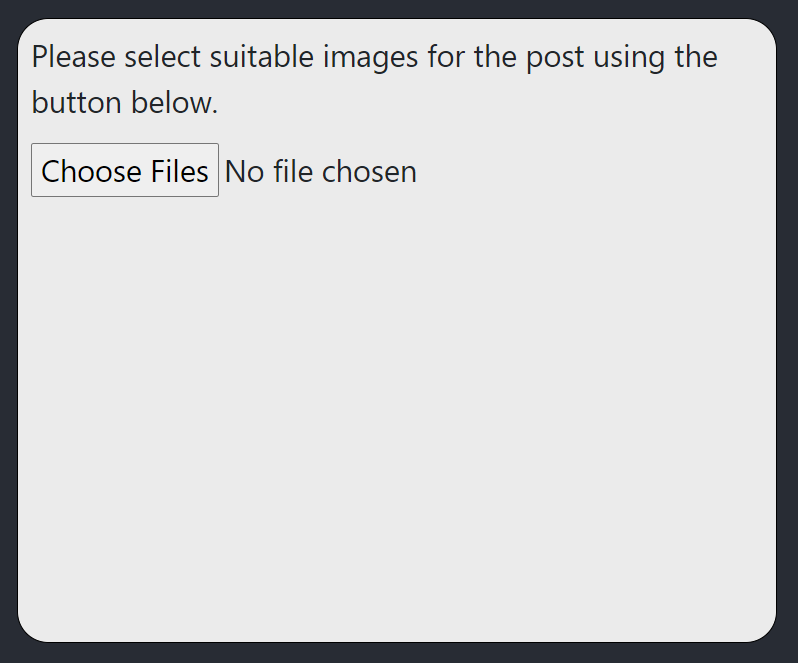 Please select suitable images for the post using the
button below.
Choose Files No file chosen